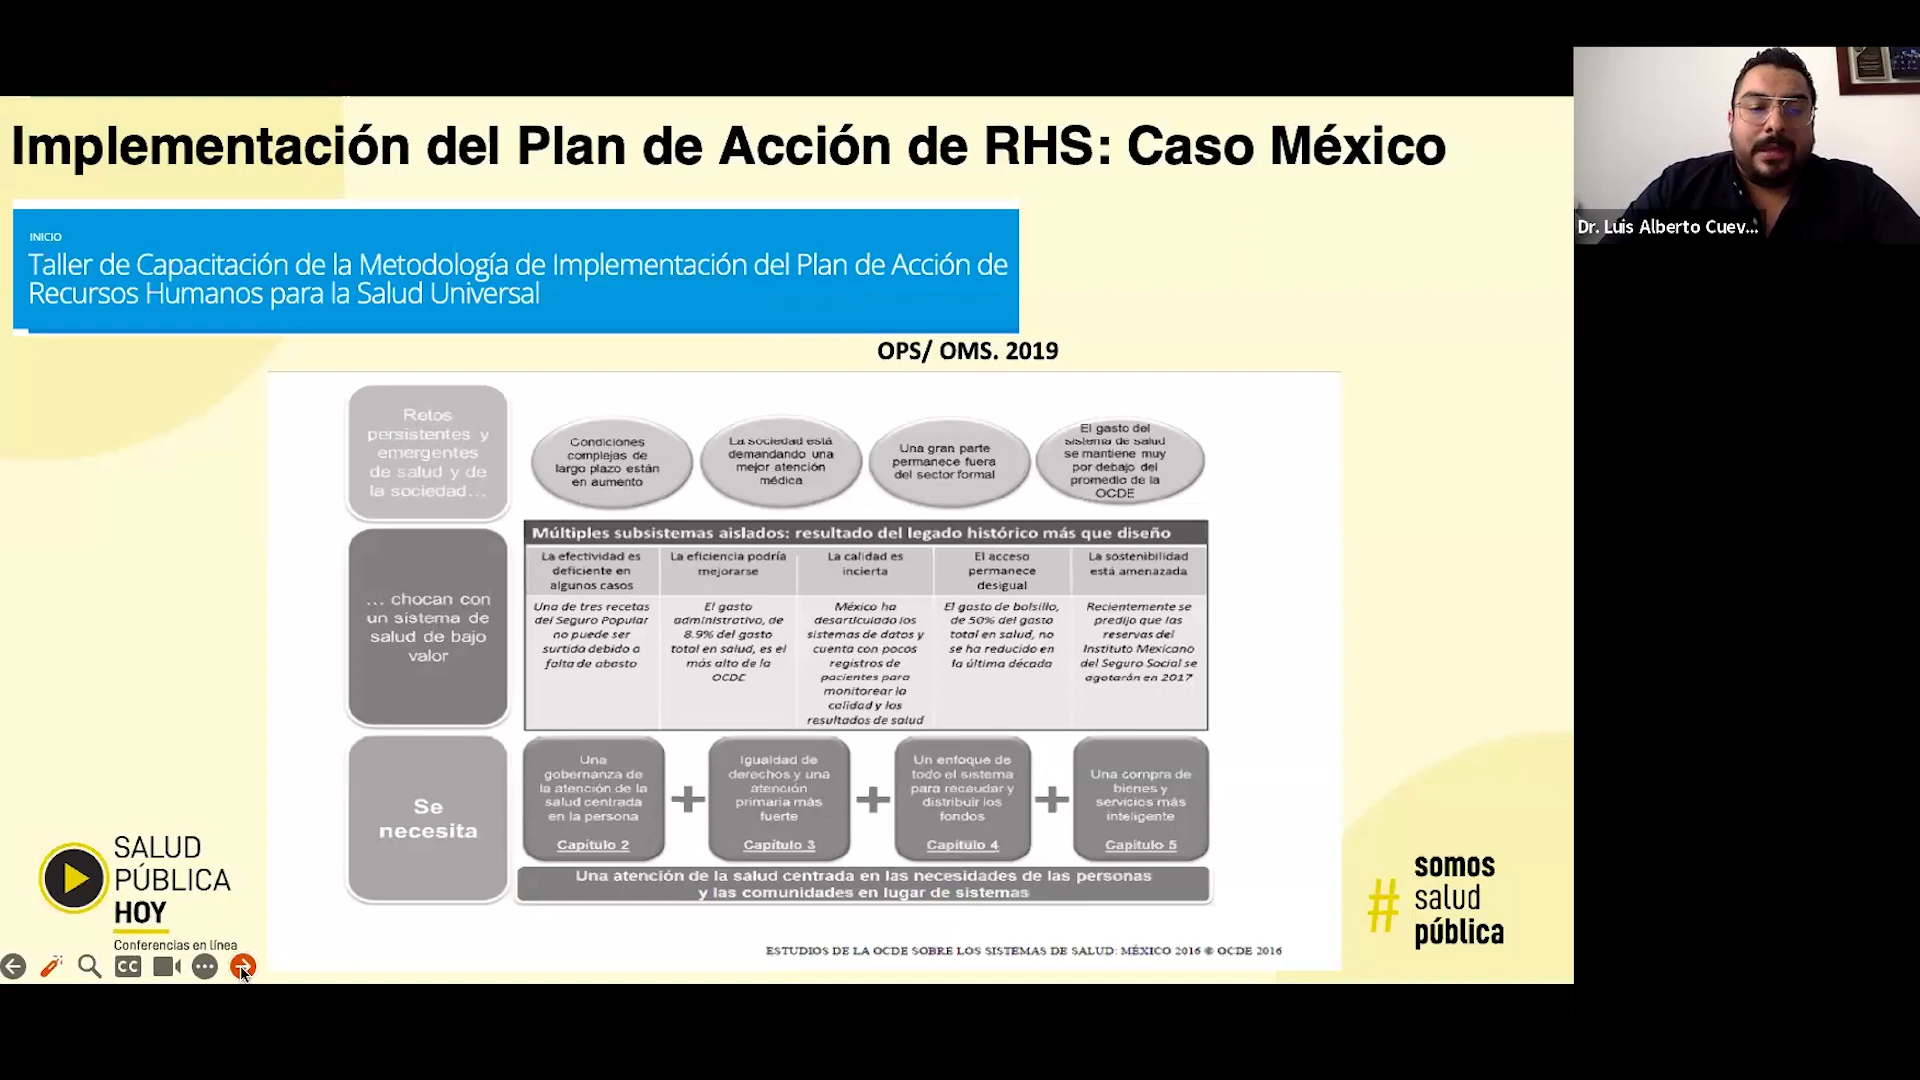 Implementación del Plan de Acción de RHS: Caso México
INICIO
Taller de Capacitación de la Metodología de Implementación del Plan de Acción de
Recursos Humanos para la Salud Universal
OPS/ OMS. 2019
Retos
persistentes y
emergentes
de salud y de
la sociedad...
Condiciones
complejas de
largo plazo están
en aumento
La sociedad está
demandando una
mejor atención
médica
Una gran parte
permanece fuera
del sector formal
El gasto del
sistema de salud
se mantiene muy
por debajo del
promedio de la
OCDE
... chocan con
un sistema de
salud de bajo
valor
Múltiples subsistemas aislados: resultado del legado histórico más que diseño
La efectividad es
deficiente en
algunos casos
La eficiencia podría
mejorarse
La calidad es
incierta
El acceso
permanece
desigual
La sostenibilidad
está amenazada
Una de tres recetas
del Seguro Popular
no puede ser
surtida debido a
falta de abasto
El gasto
administrativo, de
8.9% del gasto
total en salud, es el
más alto de la
OCDE
México ha
desarticulado los
sistemas de datos y
cuenta con pocos
registros de
pacientes para
monitorear la
calidad y los
resultados de salud
El gasto de bolsillo,
de 50% del gasto
total en salud, no
se ha reducido en
la última década
Recientemente se
predijo que las
reservas del
Instituto Mexicano
del Seguro Social se
agotarán en 2017
Se
necesita
Una
gobernanza de
la atención de la
salud centrada
en la persona
Capítulo 2
+
Igualdad de
derechos y una
atención
primaria más
fuerte
Capítulo 3
+
Un enfoque de
todo el sistema
para recaudar y
distribuir los
fondos
Capítulo 4
+
Una compra de
bienes y
servicios más
inteligente
Capítulo 5
Una atención de la salud centrada en las necesidades de las personas
y las comunidades en lugar de sistemas
ESTUDIOS DE LA OCDE SOBRE LOS SISTEMAS DE SALUD: MÉXICO 2016 © OCDE 2016
SALUD
PÚBLICA
HOY
Conferencias en línea
CC
# somos
salud
pública
Dr. Luis Alberto Cuev...